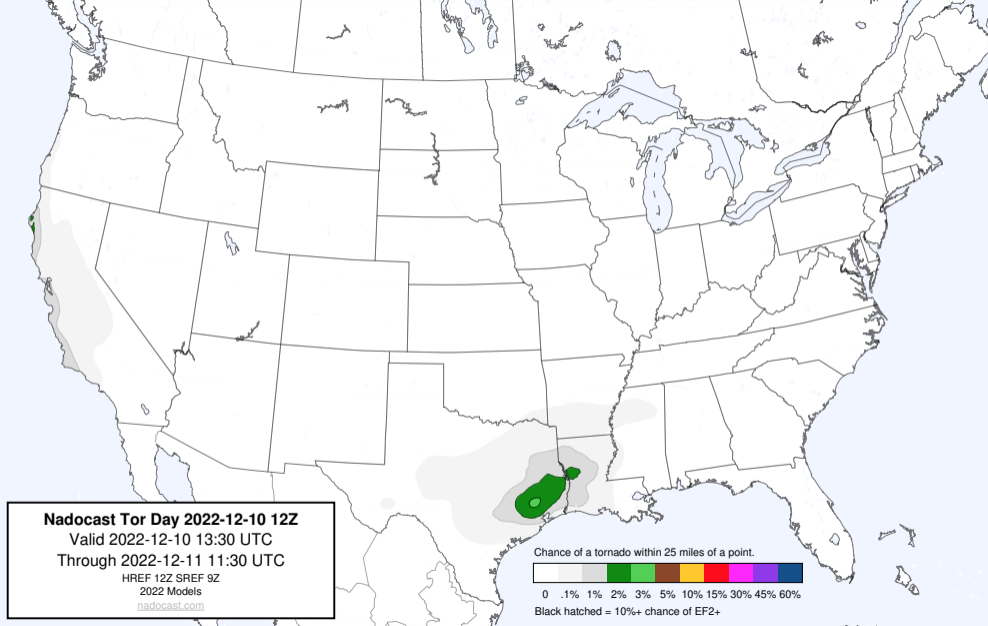 Nadocast Tor Day 2022-12-10 12Z
Valid 2022-12-10 13:30 UTC
Through 2022-12-11 11:30 UTC
HREF 12Z SREF 9Z
2022 Models
nadocast.com
Chance of a tornado within 25 miles of a point.
0 .1% 1% 2% 3% 5% 10% 15% 30% 45% 60%
Black hatched = 10%+ chance of EF2+